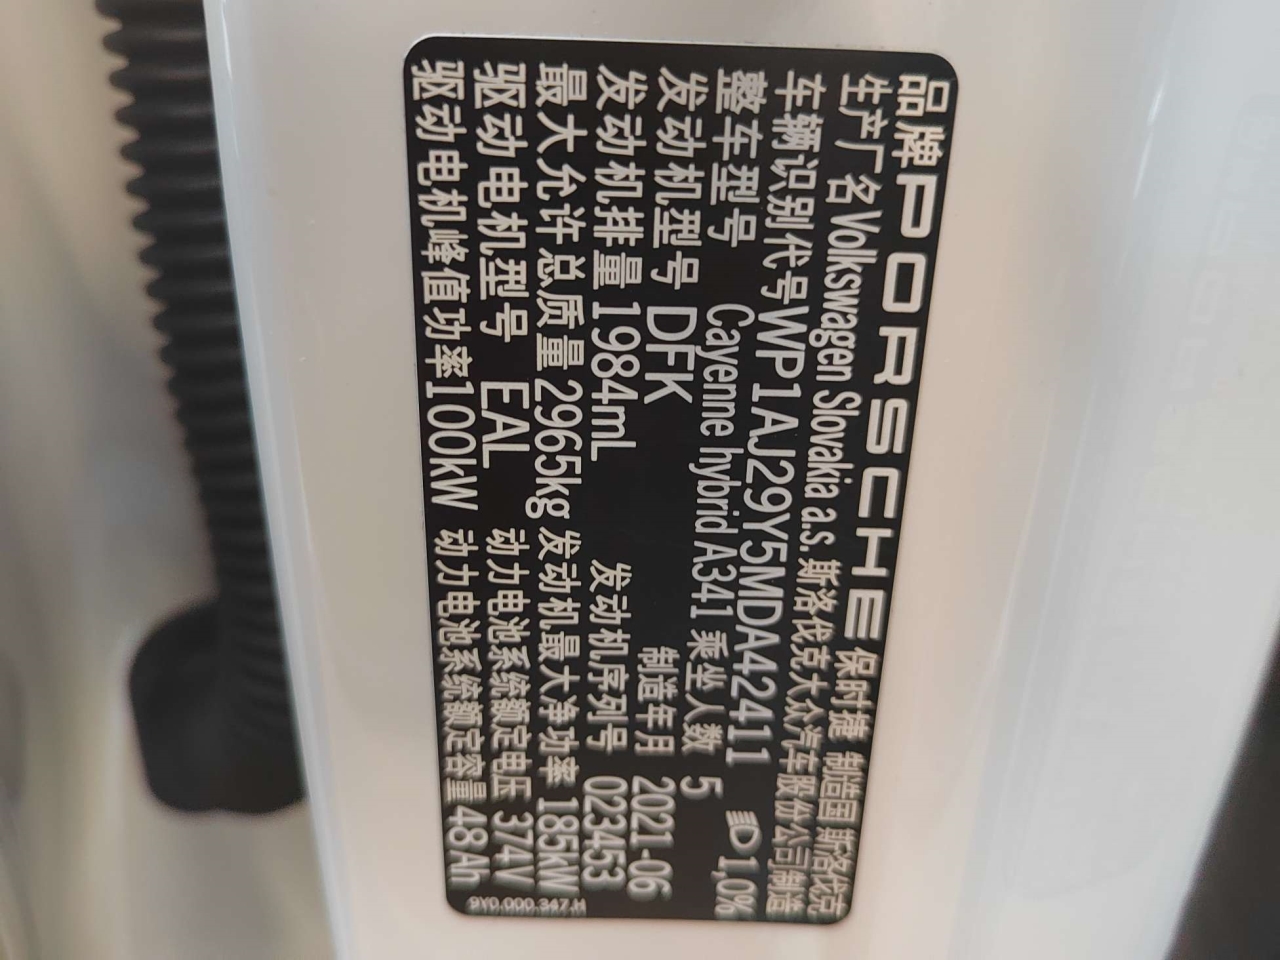 品牌 PORSCHE 保时捷 制造国 斯洛伐克
生产厂名 Volkswagen Slovakia a.s. 斯洛伐克大众汽车股份公司制造
车辆识别代号 WP1AJ29Y5MDA42411 1,0%
整车型号 Cayenne hybrid A341 乘坐人数 5
发动机型号 DFK 制造年月 2021-06
发动机排量 1984mL 发动机序列号 023453
最大允许总质量 2965kg 发动机最大净功率 185kW
驱动电机型号 EAL 动力电池系统额定电压 374V
驱动电机峰值功率 100kW 动力电池系统额定容量 48Ah
9Y0.000.347.H